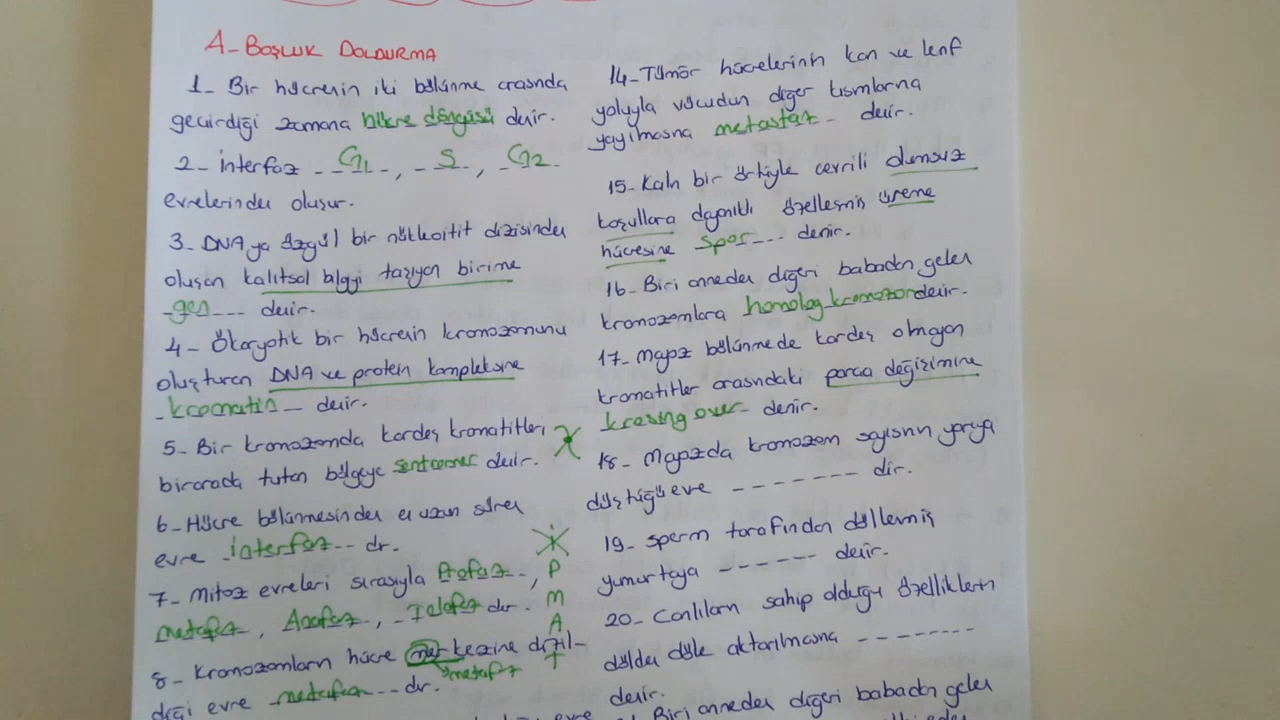 A- BOŞLUK DOLDURMA
1- Bir hücrenin iki bölünme arasında
geçirdiği zamana hücre döngüsü denir.
2- interfaz G1, S, G2
evrelerinden oluşur.
3- DNA ya özgül bir nükleotit dizisinden
oluşan kalıtsal bilgiyi taşıyan birime
gen --- denir.
4- Ökaryotik bir hücrenin kromozomunu
oluşturan DNA ve protein kompleksine
kromatin denir.
5- Bir kromozomda kardeş kromatitleri
birarada tutan bölgeye sentromer denir.
6- Hücre bölünmesinden en uzun süren
evre interfaz -- dır.
7- Mitoz evreleri sırasıyla Profaz --,
metafaz, Anafaz, Telofaz dır.
P
M
A
T
8- Kromozomların hücre merkezine dizil-
metafaz
diği evre metafaz --- dır.
14- Tümör hücrelerinin kan ve lenf
yoluyla vücudun diğer kısımlarına
yayılmasına metastaz - denir.
15- Kalın bir örtüyle çevrili olumsuz
koşullara dayanıklı özelleşmiş üreme
hücresine spor --- denir.
16- Biri anneden diğeri babadan gelen
kromozomlara homolog kromozom denir.
17- Mayoz bölünmede kardeş olmayan
kromatitler arasındaki parça değişimine
krosing over - denir.
18- Mayozda kromozom sayısının yarıya
düştüğü evre ------- dir.
19- Sperm tarafından döllenmiş
yumurtaya ------ denir.
20- Canlıların sahip olduğu özelliklerin
dölden döle aktarılmasına --------
denir.
Biri anneden diğeri babadan gelen